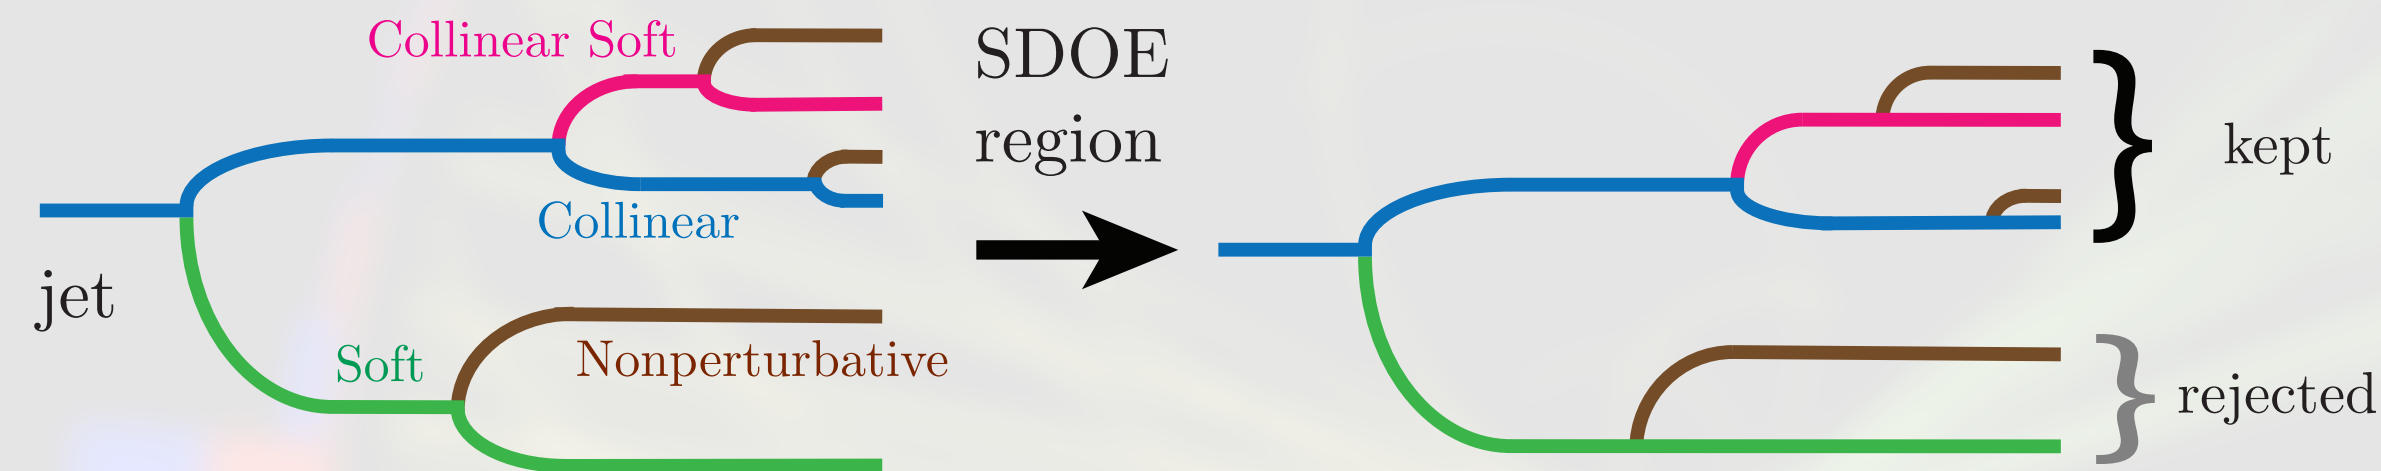 Collinear Soft
Collinear
jet
Soft
Nonperturbative
SDOE
region
kept
rejected